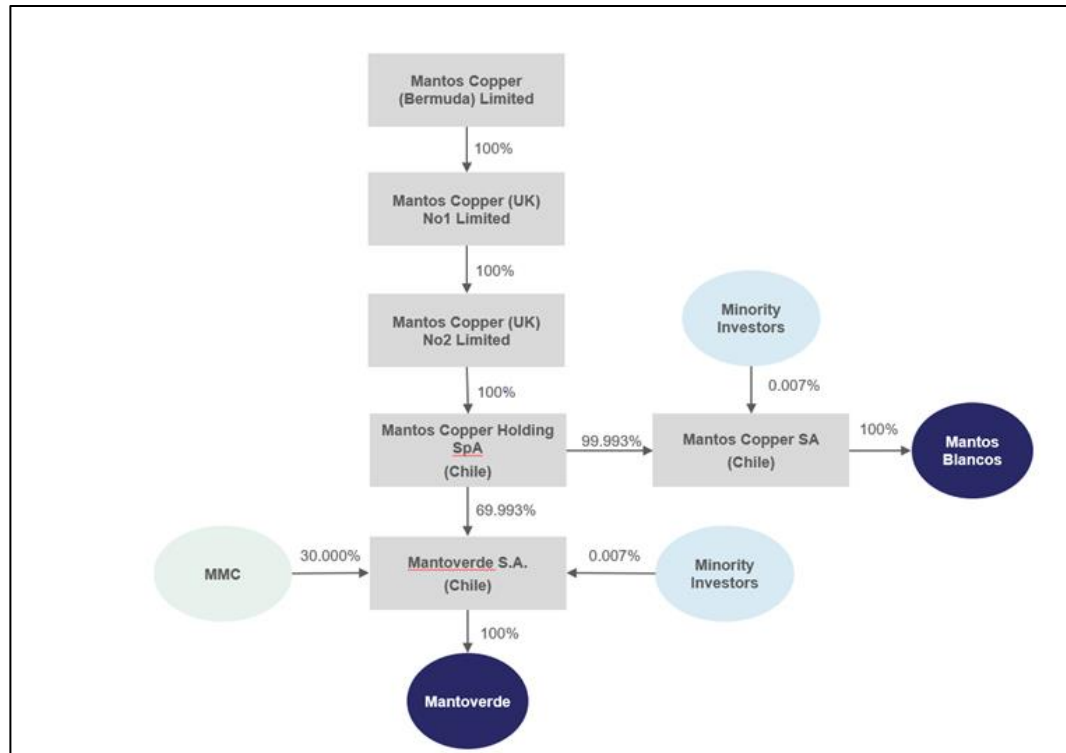 Mantos Copper
(Bermuda) Limited
100%
Mantos Copper (UK)
No1 Limited
100%
Mantos Copper (UK)
No2 Limited
Minority
Investors
100%
0.007%
Mantos Copper Holding
SpA
(Chile)
99.993%
Mantos Copper SA
(Chile)
100%
Mantos
Blancos
69.993%
MMC
30.000%
Mantoverde S.A.
(Chile)
0.007%
Minority
Investors
100%
Mantoverde